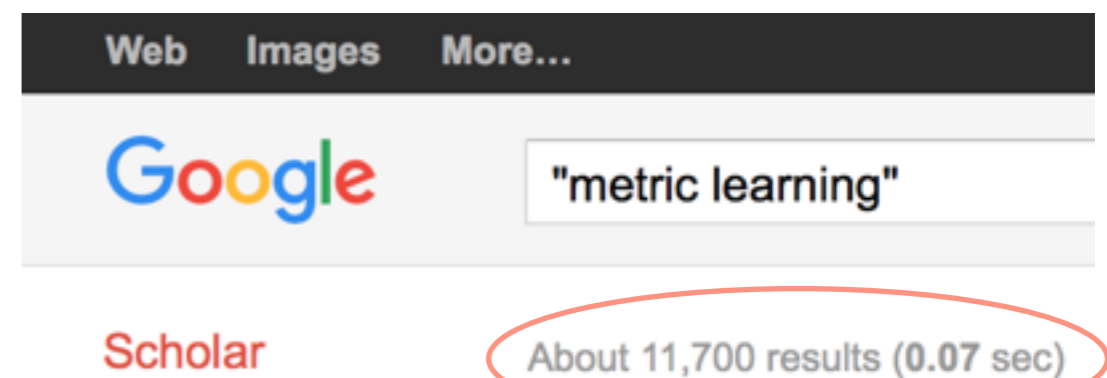 Web Images More...
Google "metric learning"
Scholar About 11,700 results (0.07 sec)